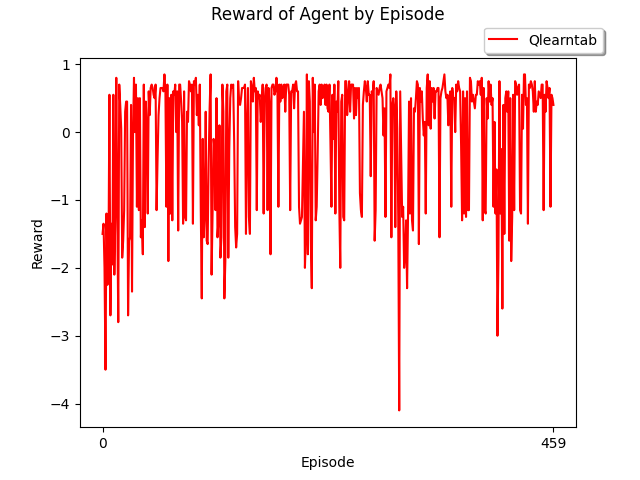 Reward of Agent by Episode
Qlearntab
1
0
−1
−2
−3
−4
Reward
0
459
Episode